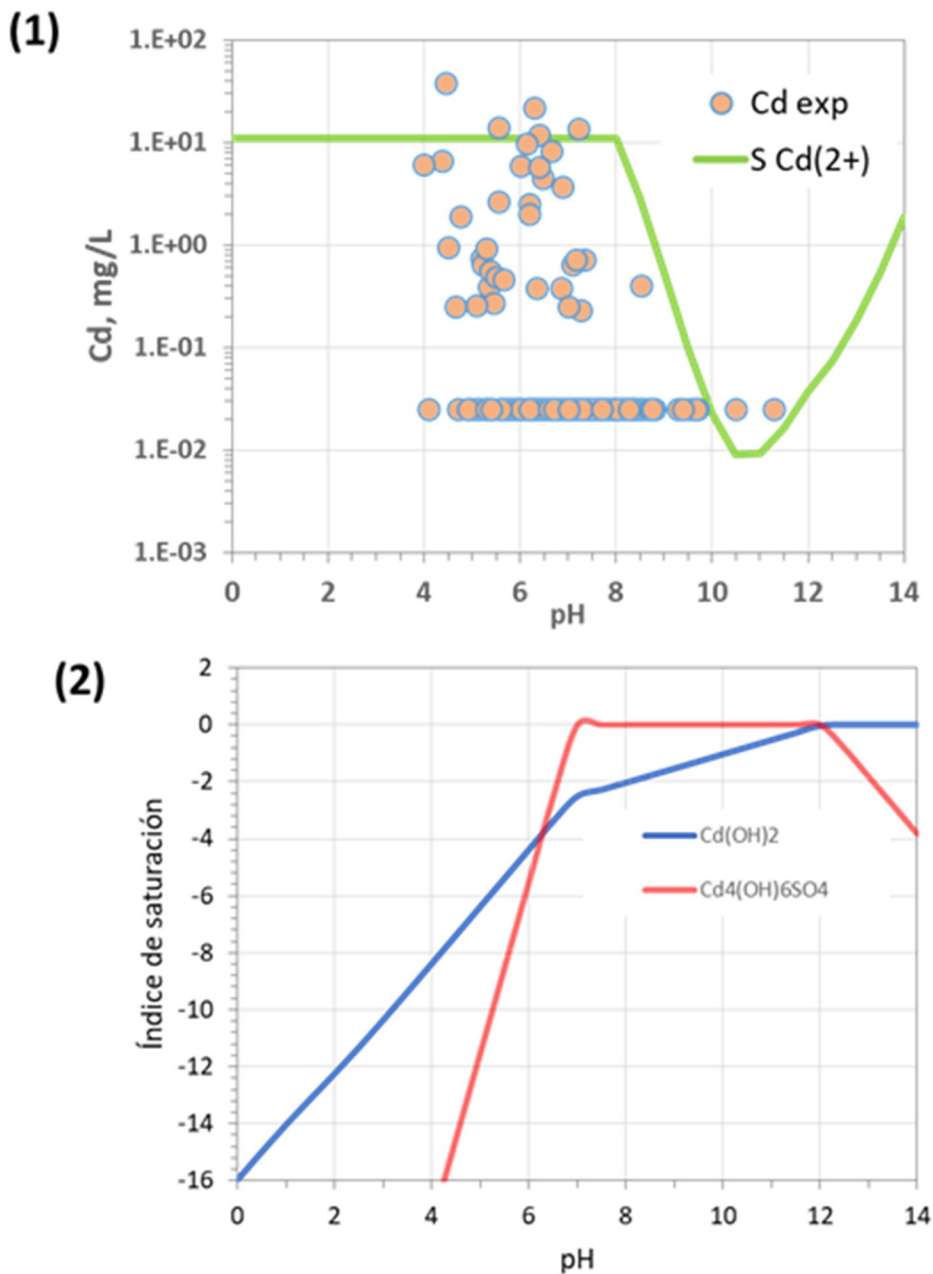 (1)
1.E+02
1.E+01
1.E+00
1.E-01
1.E-02
1.E-03
Cd, mg/L
Cd exp
S Cd(2+)
0 2 4 6 8 10 12 14
pH
(2)
2
0
-2
-4
-6
-8
-10
-12
-14
-16
Índice de saturación
Cd(OH)2
Cd4(OH)6SO4
0 2 4 6 8 10 12 14
pH